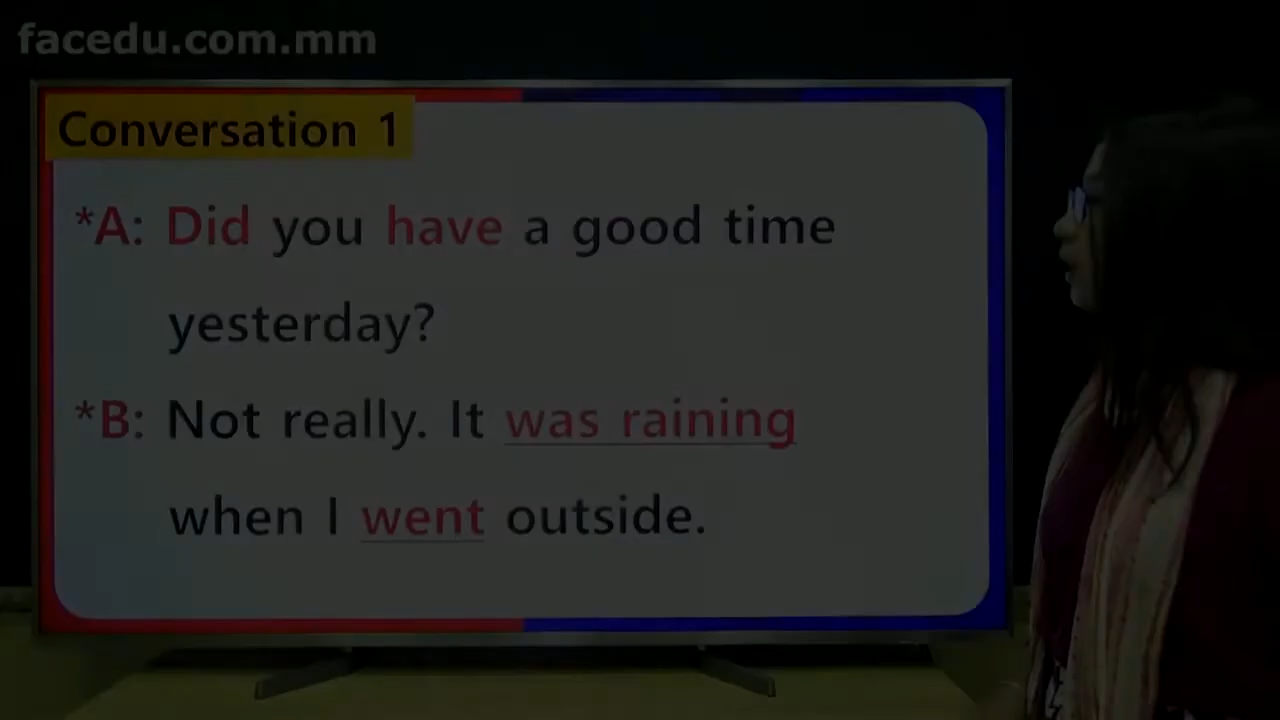 facedu.com.mm
Conversation 1
*A: Did you have a good time
yesterday?
*B: Not really. It was raining
when I went outside.